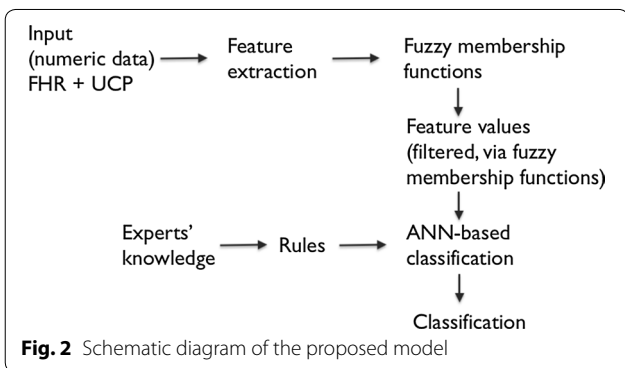 Input
(numeric data)
FHR + UCP
Feature
extraction
Fuzzy membership
functions
Feature values
(filtered, via fuzzy
membership functions)
Experts'
knowledge
Rules
ANN-based
classification
Classification
Fig. 2 Schematic diagram of the proposed model